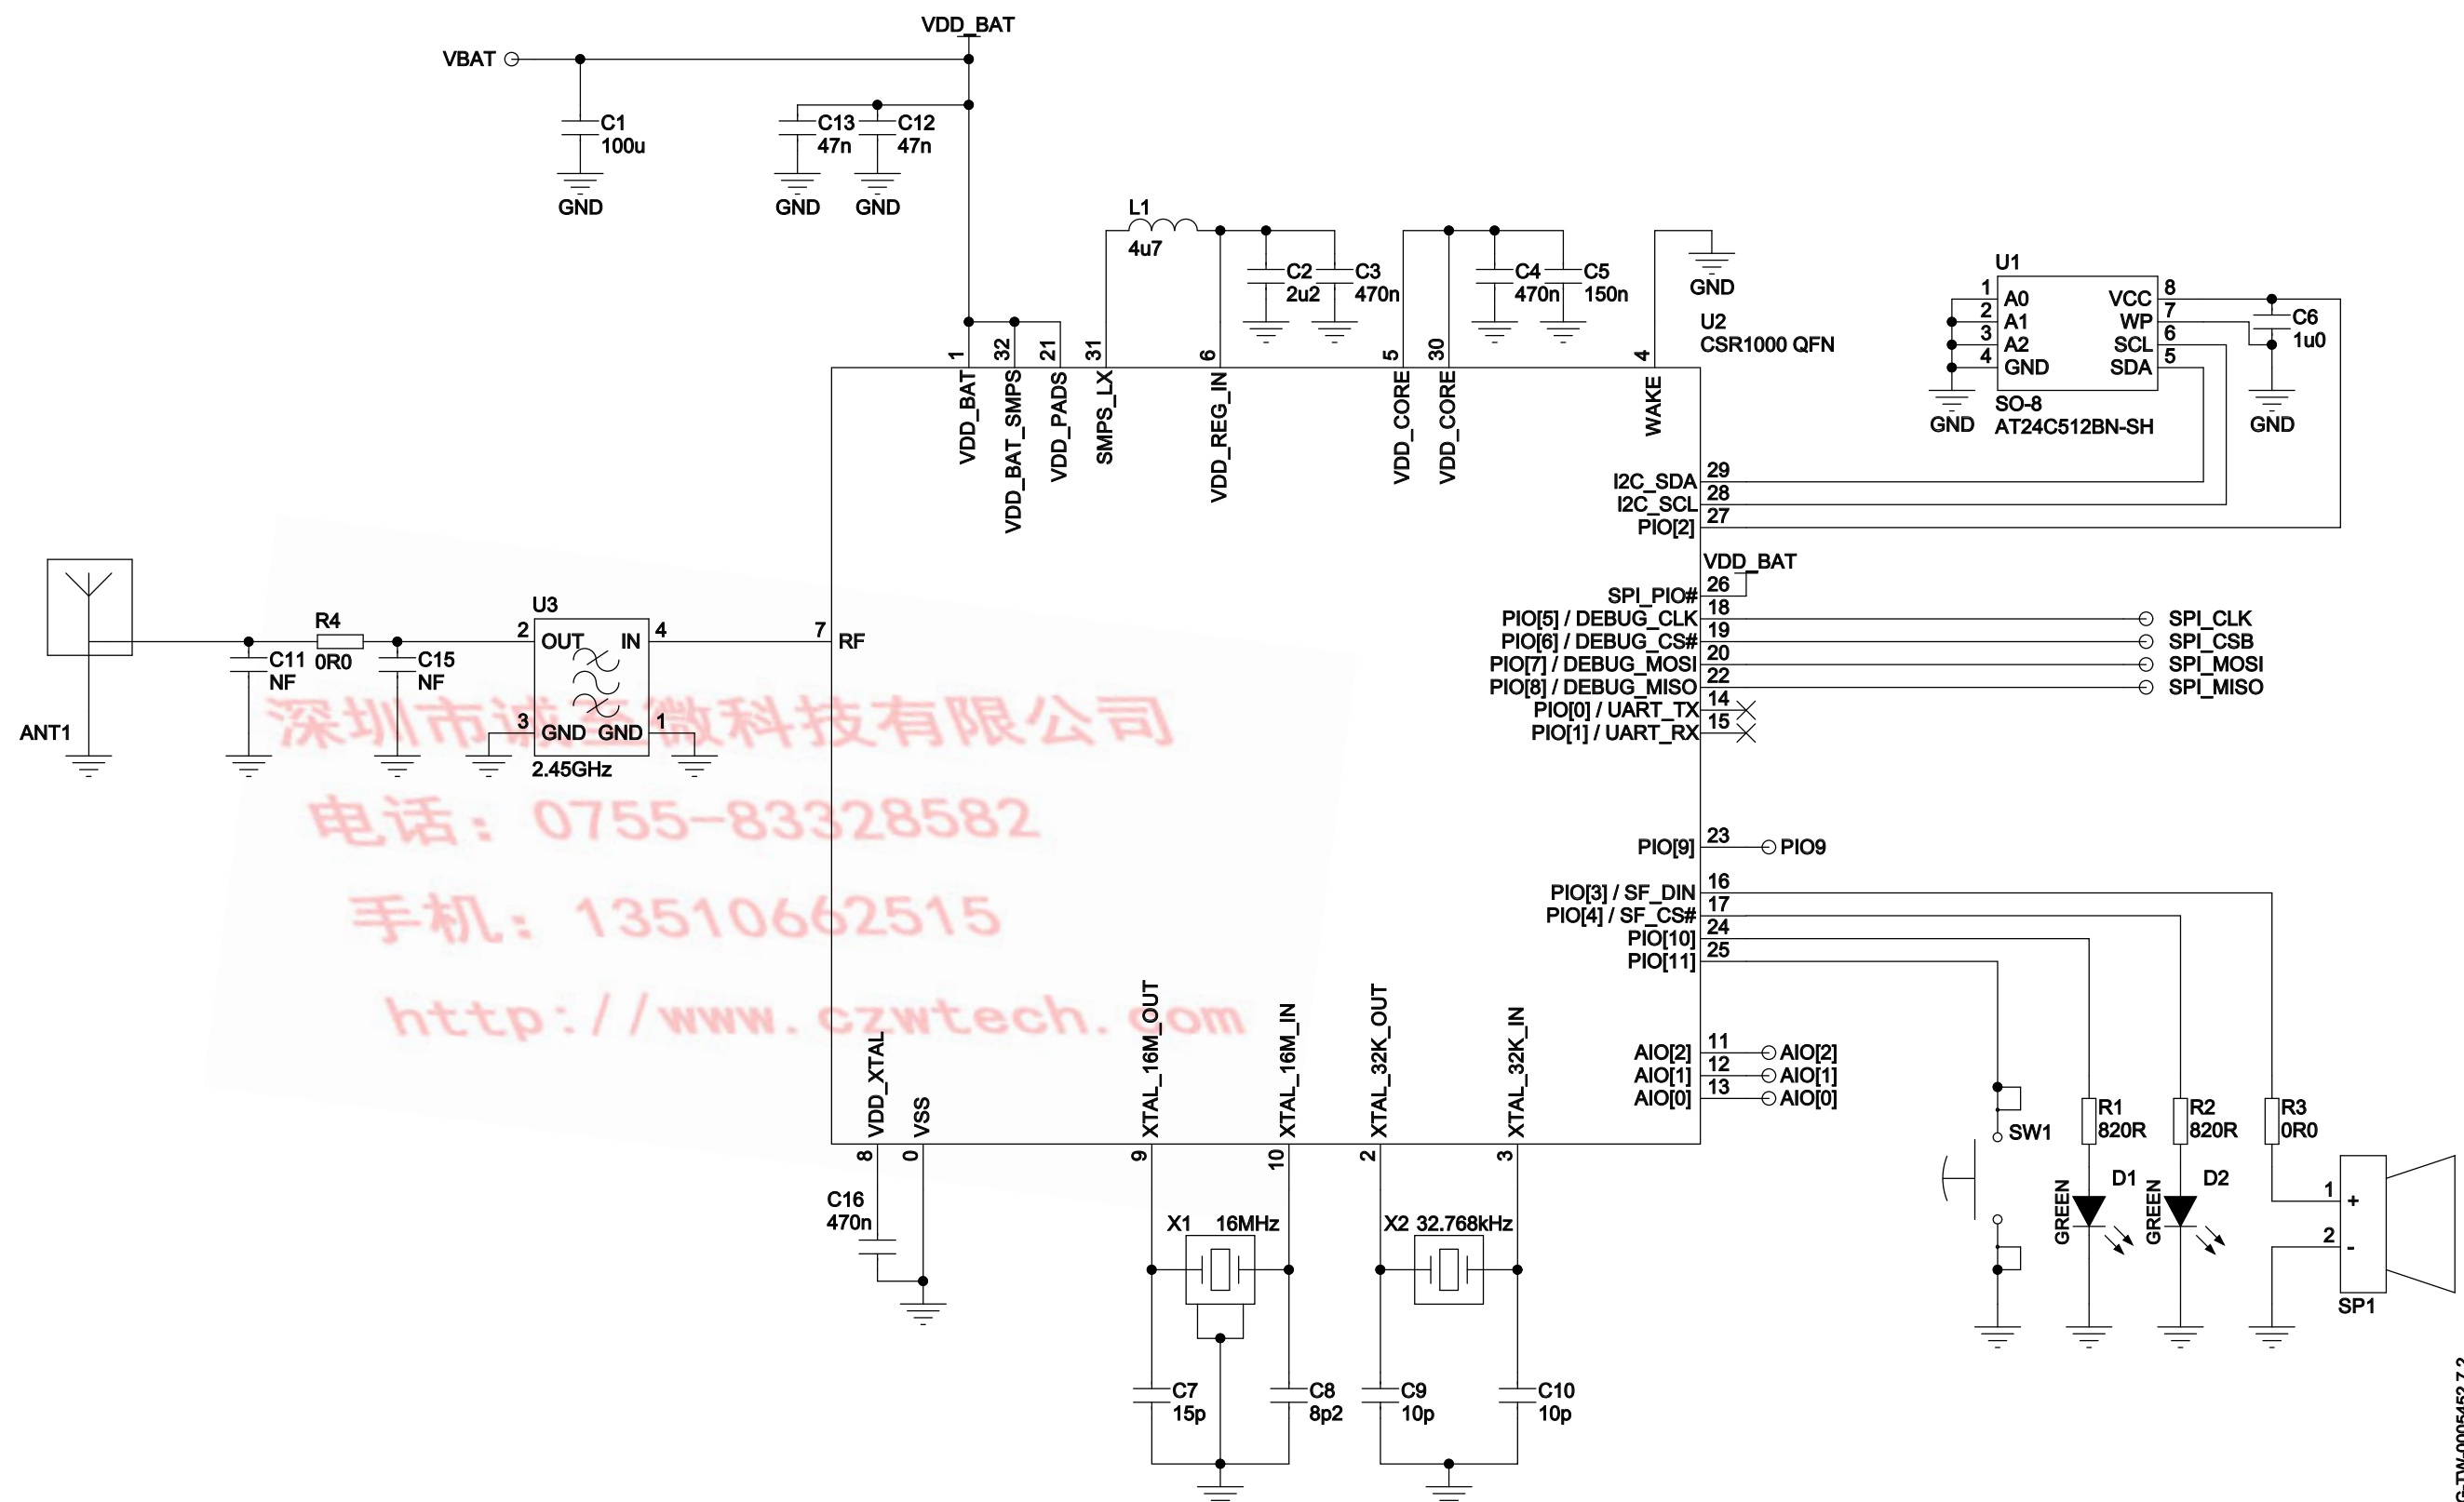 VDD_BAT
VBAT
C1
100u
GND
C13
47n
GND
C12
47n
GND
L1
4u7
C2
2u2
C3
470n
C4
470n
C5
150n
GND
U2
CSR1000 QFN
U1
1 A0
2 A1
3 A2
4 GND
VCC 8
WP 7
SCL 6
SDA 5
SO-8
AT24C512BN-SH
GND
C6
1u0
GND
1 VDD_BAT
32 VDD_BAT_SMPS
21 VDD_PADS
31 SMPS_LX
6 VDD_REG_IN
5 VDD_CORE
30 VDD_CORE
4 WAKE
I2C_SDA 29
I2C_SCL 28
PIO[2] 27
VDD_BAT
SPI_PIO# 26
PIO[5] / DEBUG_CLK 18 SPI_CLK
PIO[6] / DEBUG_CS# 19 SPI_CSB
PIO[7] / DEBUG_MOSI 20 SPI_MOSI
PIO[8] / DEBUG_MISO 22 SPI_MISO
PIO[0] / UART_TX 14
PIO[1] / UART_RX 15
PIO[9] 23 PIO9
PIO[3] / SF_DIN 16
PIO[4] / SF_CS# 17
PIO[10] 24
PIO[11] 25
AIO[2] 11 AIO[2]
AIO[1] 12 AIO[1]
AIO[0] 13 AIO[0]
ANT1
C11
NF
R4
0R0
C15
NF
U3
2 OUT IN 4
3 GND GND 1
2.45GHz
7 RF
深圳市诚至微科技有限公司
电话：0755-83328582
手机：13510662515
http://www.czwtech.com
VDD_XTAL 8
VSS 0
XTAL_16M_OUT 9
XTAL_16M_IN 10
XTAL_32K_OUT 2
XTAL_32K_IN 3
C16
470n
X1 16MHz
X2 32.768kHz
C7
15p
C8
8p2
C9
10p
C10
10p
SW1
R1
820R
R2
820R
R3
0R0
GREEN D1
GREEN D2
1 +
2 -
SP1